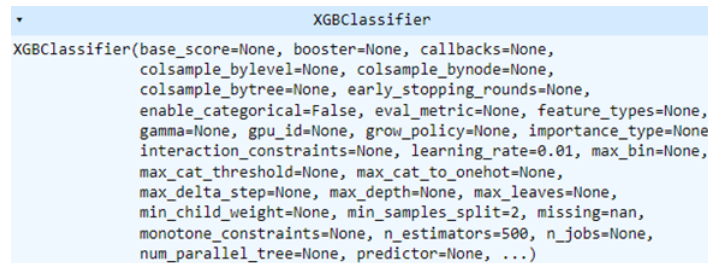 ▾ XGBClassifier
XGBClassifier(base_score=None, booster=None, callbacks=None,
colsample_bylevel=None, colsample_bynode=None,
colsample_bytree=None, early_stopping_rounds=None,
enable_categorical=False, eval_metric=None, feature_types=None,
gamma=None, gpu_id=None, grow_policy=None, importance_type=None
interaction_constraints=None, learning_rate=0.01, max_bin=None,
max_cat_threshold=None, max_cat_to_onehot=None,
max_delta_step=None, max_depth=None, max_leaves=None,
min_child_weight=None, min_samples_split=2, missing=nan,
monotone_constraints=None, n_estimators=500, n_jobs=None,
num_parallel_tree=None, predictor=None, ...)